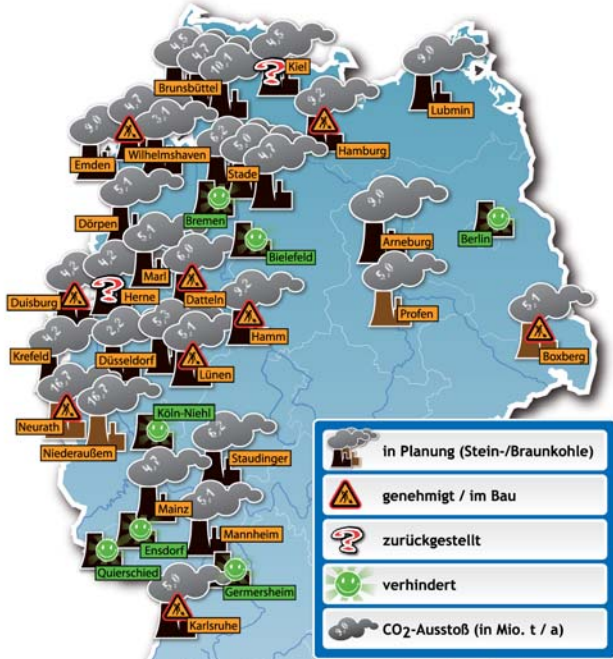 4,5
4,7
10,1
4,5
Kiel
Brunsbüttel
9,0
Lubmin
9,2
Hamburg
9,0
4,7
3,1
Emden
Wilhelmshaven
6,2
5,0
4,7
Stade
Bremen
5,1
Dörpen
9,0
Arneburg
Berlin
Bielefeld
5,1
Marl
6,0
Datteln
4,2
Duisburg
4,2
Herne
9,2
Hamm
5,0
Profen
5,1
Boxberg
4,2
Krefeld
2,2
Düsseldorf
5,3
5,1
Lünen
16,7
Neurath
16,7
Niederaußem
Köln-Niehl
6,2
Staudinger
Mainz
5,1
Mannheim
Ensdorf
Quierschied
Germersheim
5,0
Karlsruhe
in Planung (Stein-/Braunkohle)
genehmigt / im Bau
zurückgestellt
verhindert
CO2-Ausstoß (in Mio. t / a)